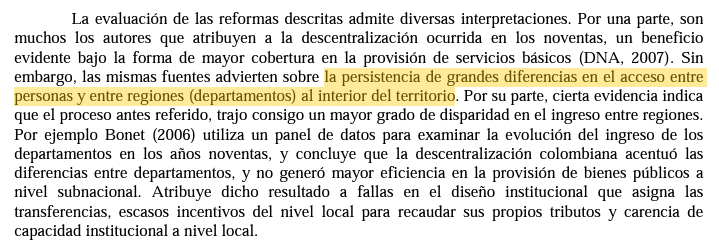 La evaluación de las reformas descritas admite diversas interpretaciones. Por una parte, son
muchos los autores que atribuyen a la descentralización ocurrida en los noventas, un beneficio
evidente bajo la forma de mayor cobertura en la provisión de servicios básicos (DNA, 2007). Sin
embargo, las mismas fuentes advierten sobre la persistencia de grandes diferencias en el acceso entre
personas y entre regiones (departamentos) al interior del territorio. Por su parte, cierta evidencia indica
que el proceso antes referido, trajo consigo un mayor grado de disparidad en el ingreso entre regiones.
Por ejemplo Bonet (2006) utiliza un panel de datos para examinar la evolución del ingreso de los
departamentos en los años noventas, y concluye que la descentralización colombiana acentuó las
diferencias entre departamentos, y no generó mayor eficiencia en la provisión de bienes públicos a
nivel subnacional. Atribuye dicho resultado a fallas en el diseño institucional que asigna las
transferencias, escasos incentivos del nivel local para recaudar sus propios tributos y carencia de
capacidad institucional a nivel local.